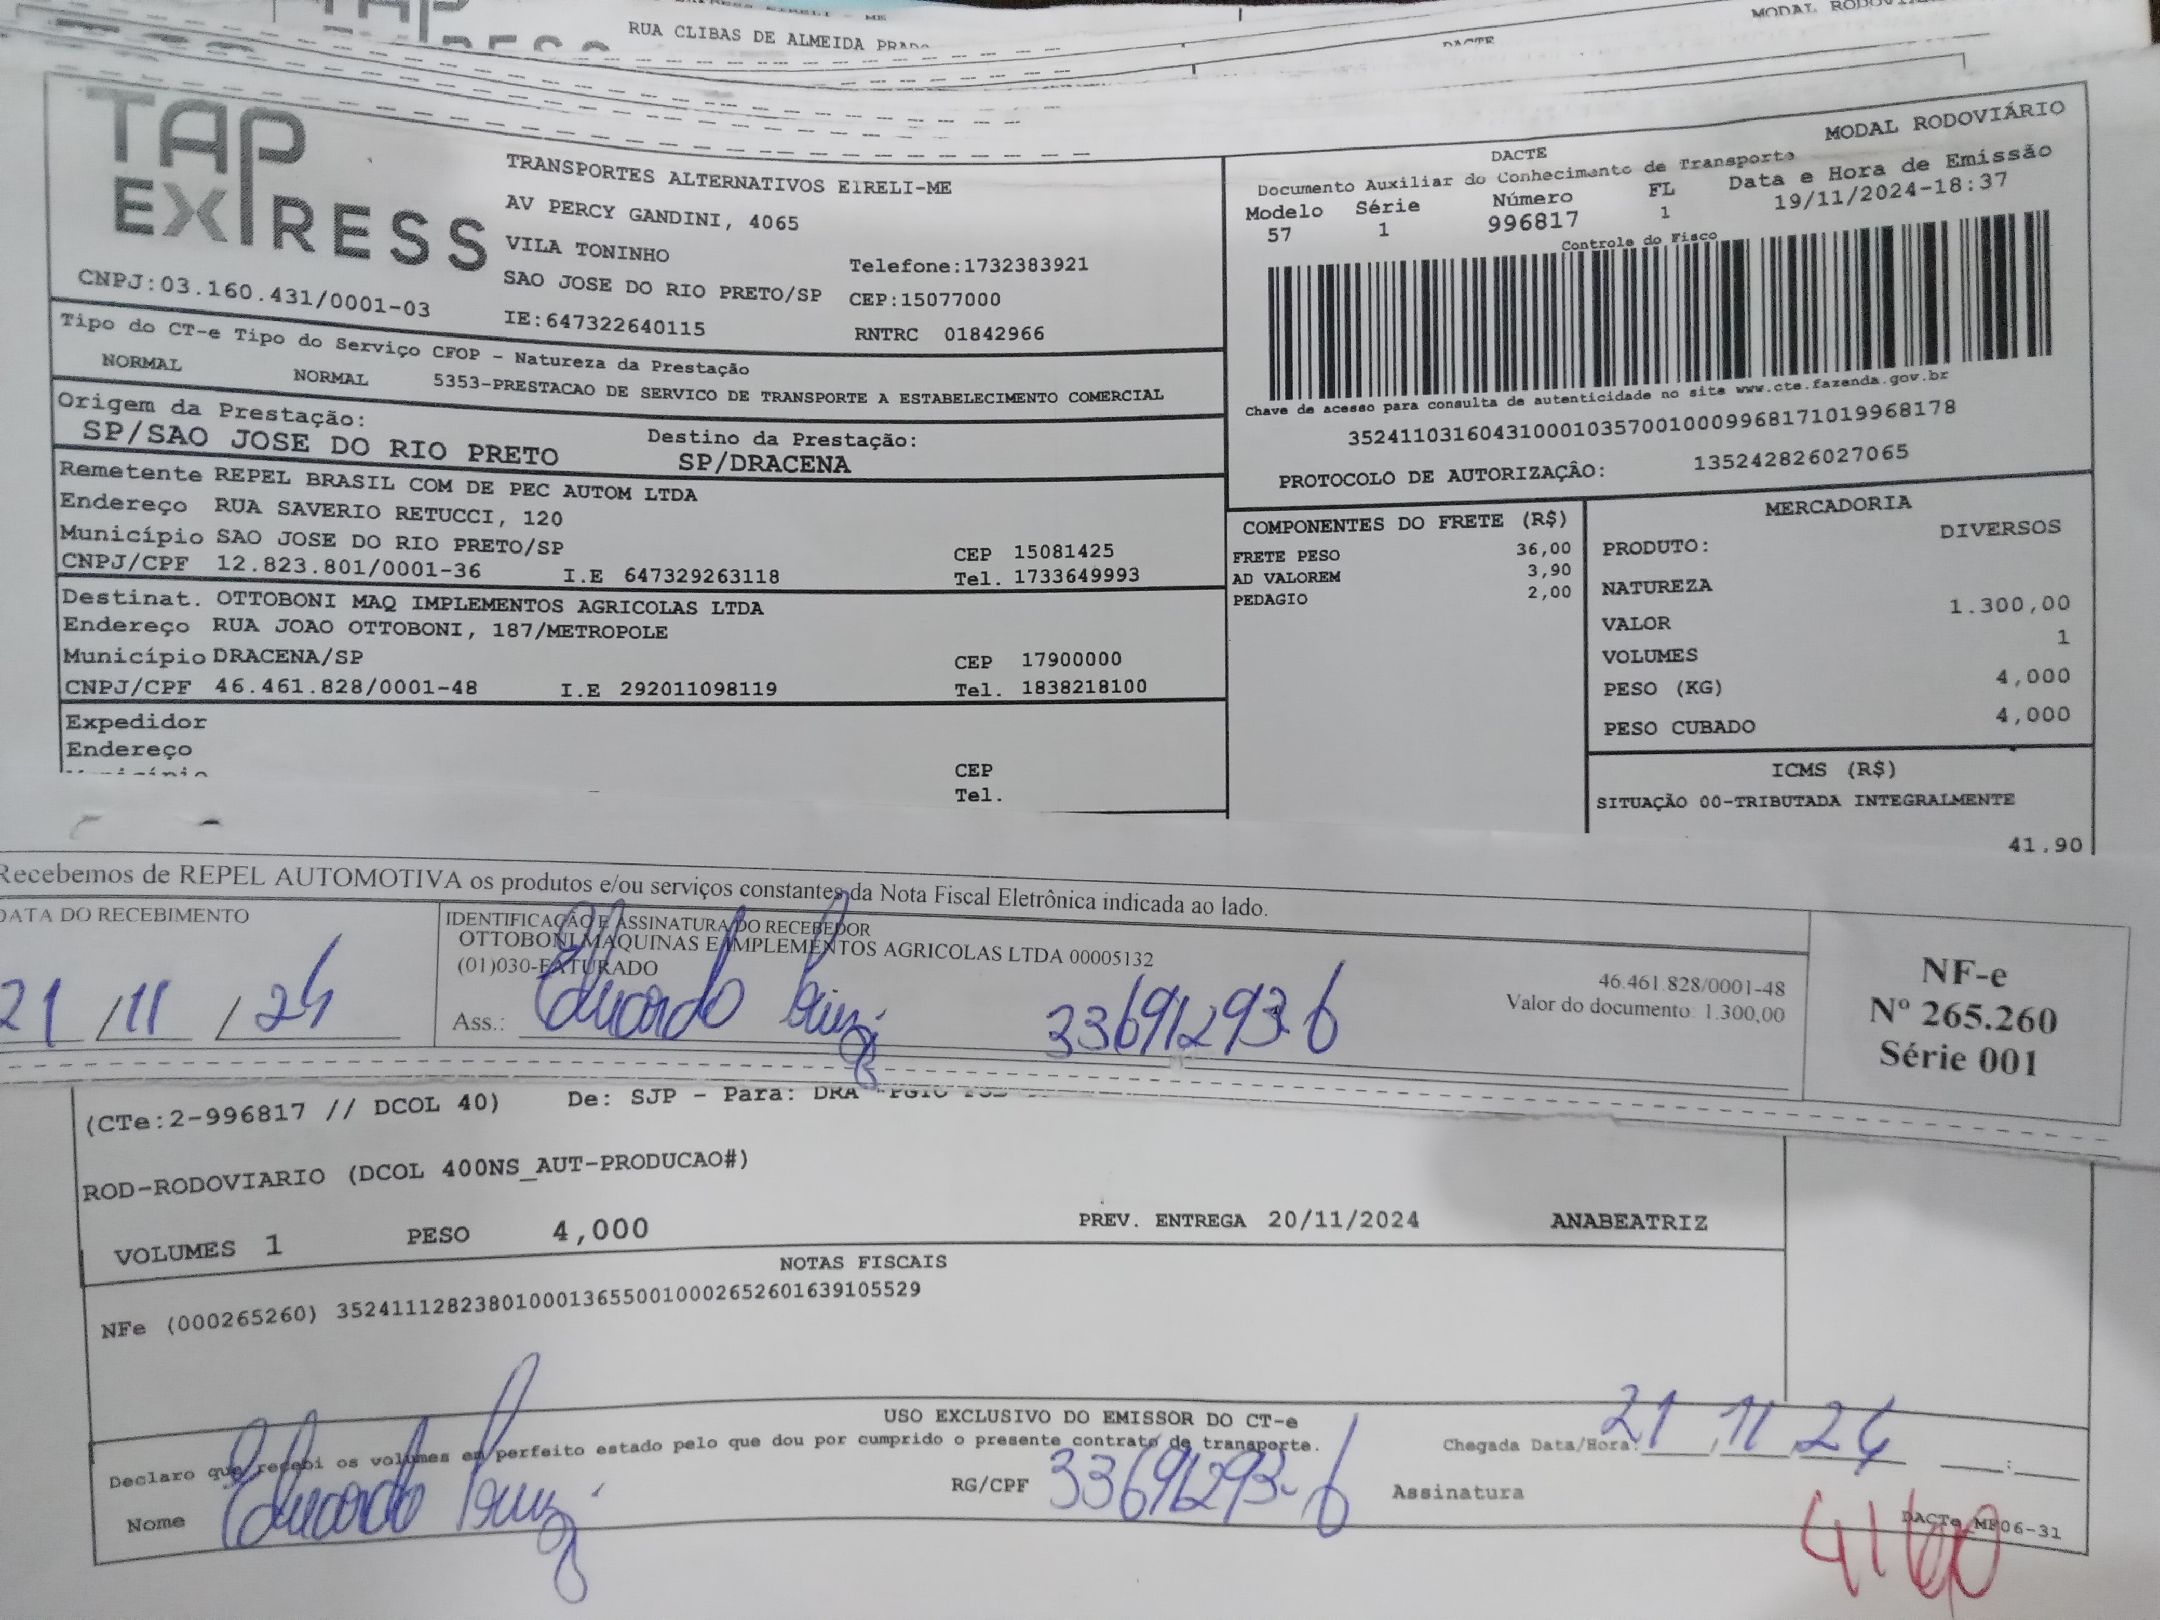 RUA CLIBAS DE ALMEIDA PRADO
DACTE
MODAL
TAP
EXPRESS
CNPJ:03.160.431/0001-03
TRANSPORTES ALTERNATIVOS EIRELI-ME
AV PERCY GANDINI, 4065
VILA TONINHO
Telefone:1732383921
SAO JOSE DO RIO PRETO/SP CEP:15077000
IE:647322640115 RNTRC 01842966
MODAL RODOVIÁRIO
DACTE
Documento Auxiliar do Conhecimento de Transporte
Modelo Série Número FL Data e Hora de Emissão
57 1 996817 1 19/11/2024-18:37
Controle do Fisco
Chave de acesso para consulta de autenticidade no site www.cte.fazenda.gov.br
35241103160431000103570010009968171019968178
PROTOCOLO DE AUTORIZAÇÃO: 135242826027065
Tipo do CT-e Tipo do Serviço CFOP - Natureza da Prestação
NORMAL NORMAL 5353-PRESTACAO DE SERVICO DE TRANSPORTE A ESTABELECIMENTO COMERCIAL
Origem da Prestação: Destino da Prestação:
SP/SAO JOSE DO RIO PRETO SP/DRACENA
Remetente REPEL BRASIL COM DE PEC AUTOM LTDA
Endereço RUA SAVERIO RETUCCI, 120
Município SAO JOSE DO RIO PRETO/SP CEP 15081425
CNPJ/CPF 12.823.801/0001-36 I.E 647329263118 Tel. 1733649993
Destinat. OTTOBONI MAQ IMPLEMENTOS AGRICOLAS LTDA
Endereço RUA JOAO OTTOBONI, 187/METROPOLE
Município DRACENA/SP CEP 17900000
CNPJ/CPF 46.461.828/0001-48 I.E 292011098119 Tel. 1838218100
Expedidor
Endereço
CEP
Tel.
COMPONENTES DO FRETE (R$)
FRETE PESO 36,00
AD VALOREM 3,90
PEDAGIO 2,00
MERCADORIA
PRODUTO: DIVERSOS
NATUREZA
VALOR 1.300,00
VOLUMES 1
PESO (KG) 4,000
PESO CUBADO 4,000
ICMS (R$)
SITUAÇÃO 00-TRIBUTADA INTEGRALMENTE
41.90
Recebemos de REPEL AUTOMOTIVA os produtos e/ou serviços constantes da Nota Fiscal Eletrônica indicada ao lado.
DATA DO RECEBIMENTO
21/11/24
IDENTIFICAÇÃO E ASSINATURA DO RECEBEDOR
OTTOBONI MAQUINAS E IMPLEMENTOS AGRICOLAS LTDA 00005132
(01)030-FATURADO
46.461.828/0001-48
Valor do documento: 1.300,00
Ass.: Eduardo 33691293-6
NF-e
Nº 265.260
Série 001
(CTe:2-996817 // DCOL 40) De: SJP - Para: DRA
ROD-RODOVIARIO (DCOL 400NS_AUT-PRODUCAO#)
VOLUMES 1 PESO 4,000 PREV. ENTREGA 20/11/2024 ANABEATRIZ
NOTAS FISCAIS
NFe (000265260) 35241112823801000136550010002652601639105529
USO EXCLUSIVO DO EMISSOR DO CT-e
Declaro que recebi os volumes em perfeito estado pelo que dou por cumprido o presente contrato de transporte.
Chegada Data/Hora: 21/11/24 :
Nome Eduardo RG/CPF 33691293-6 Assinatura
DACTe MP06-31